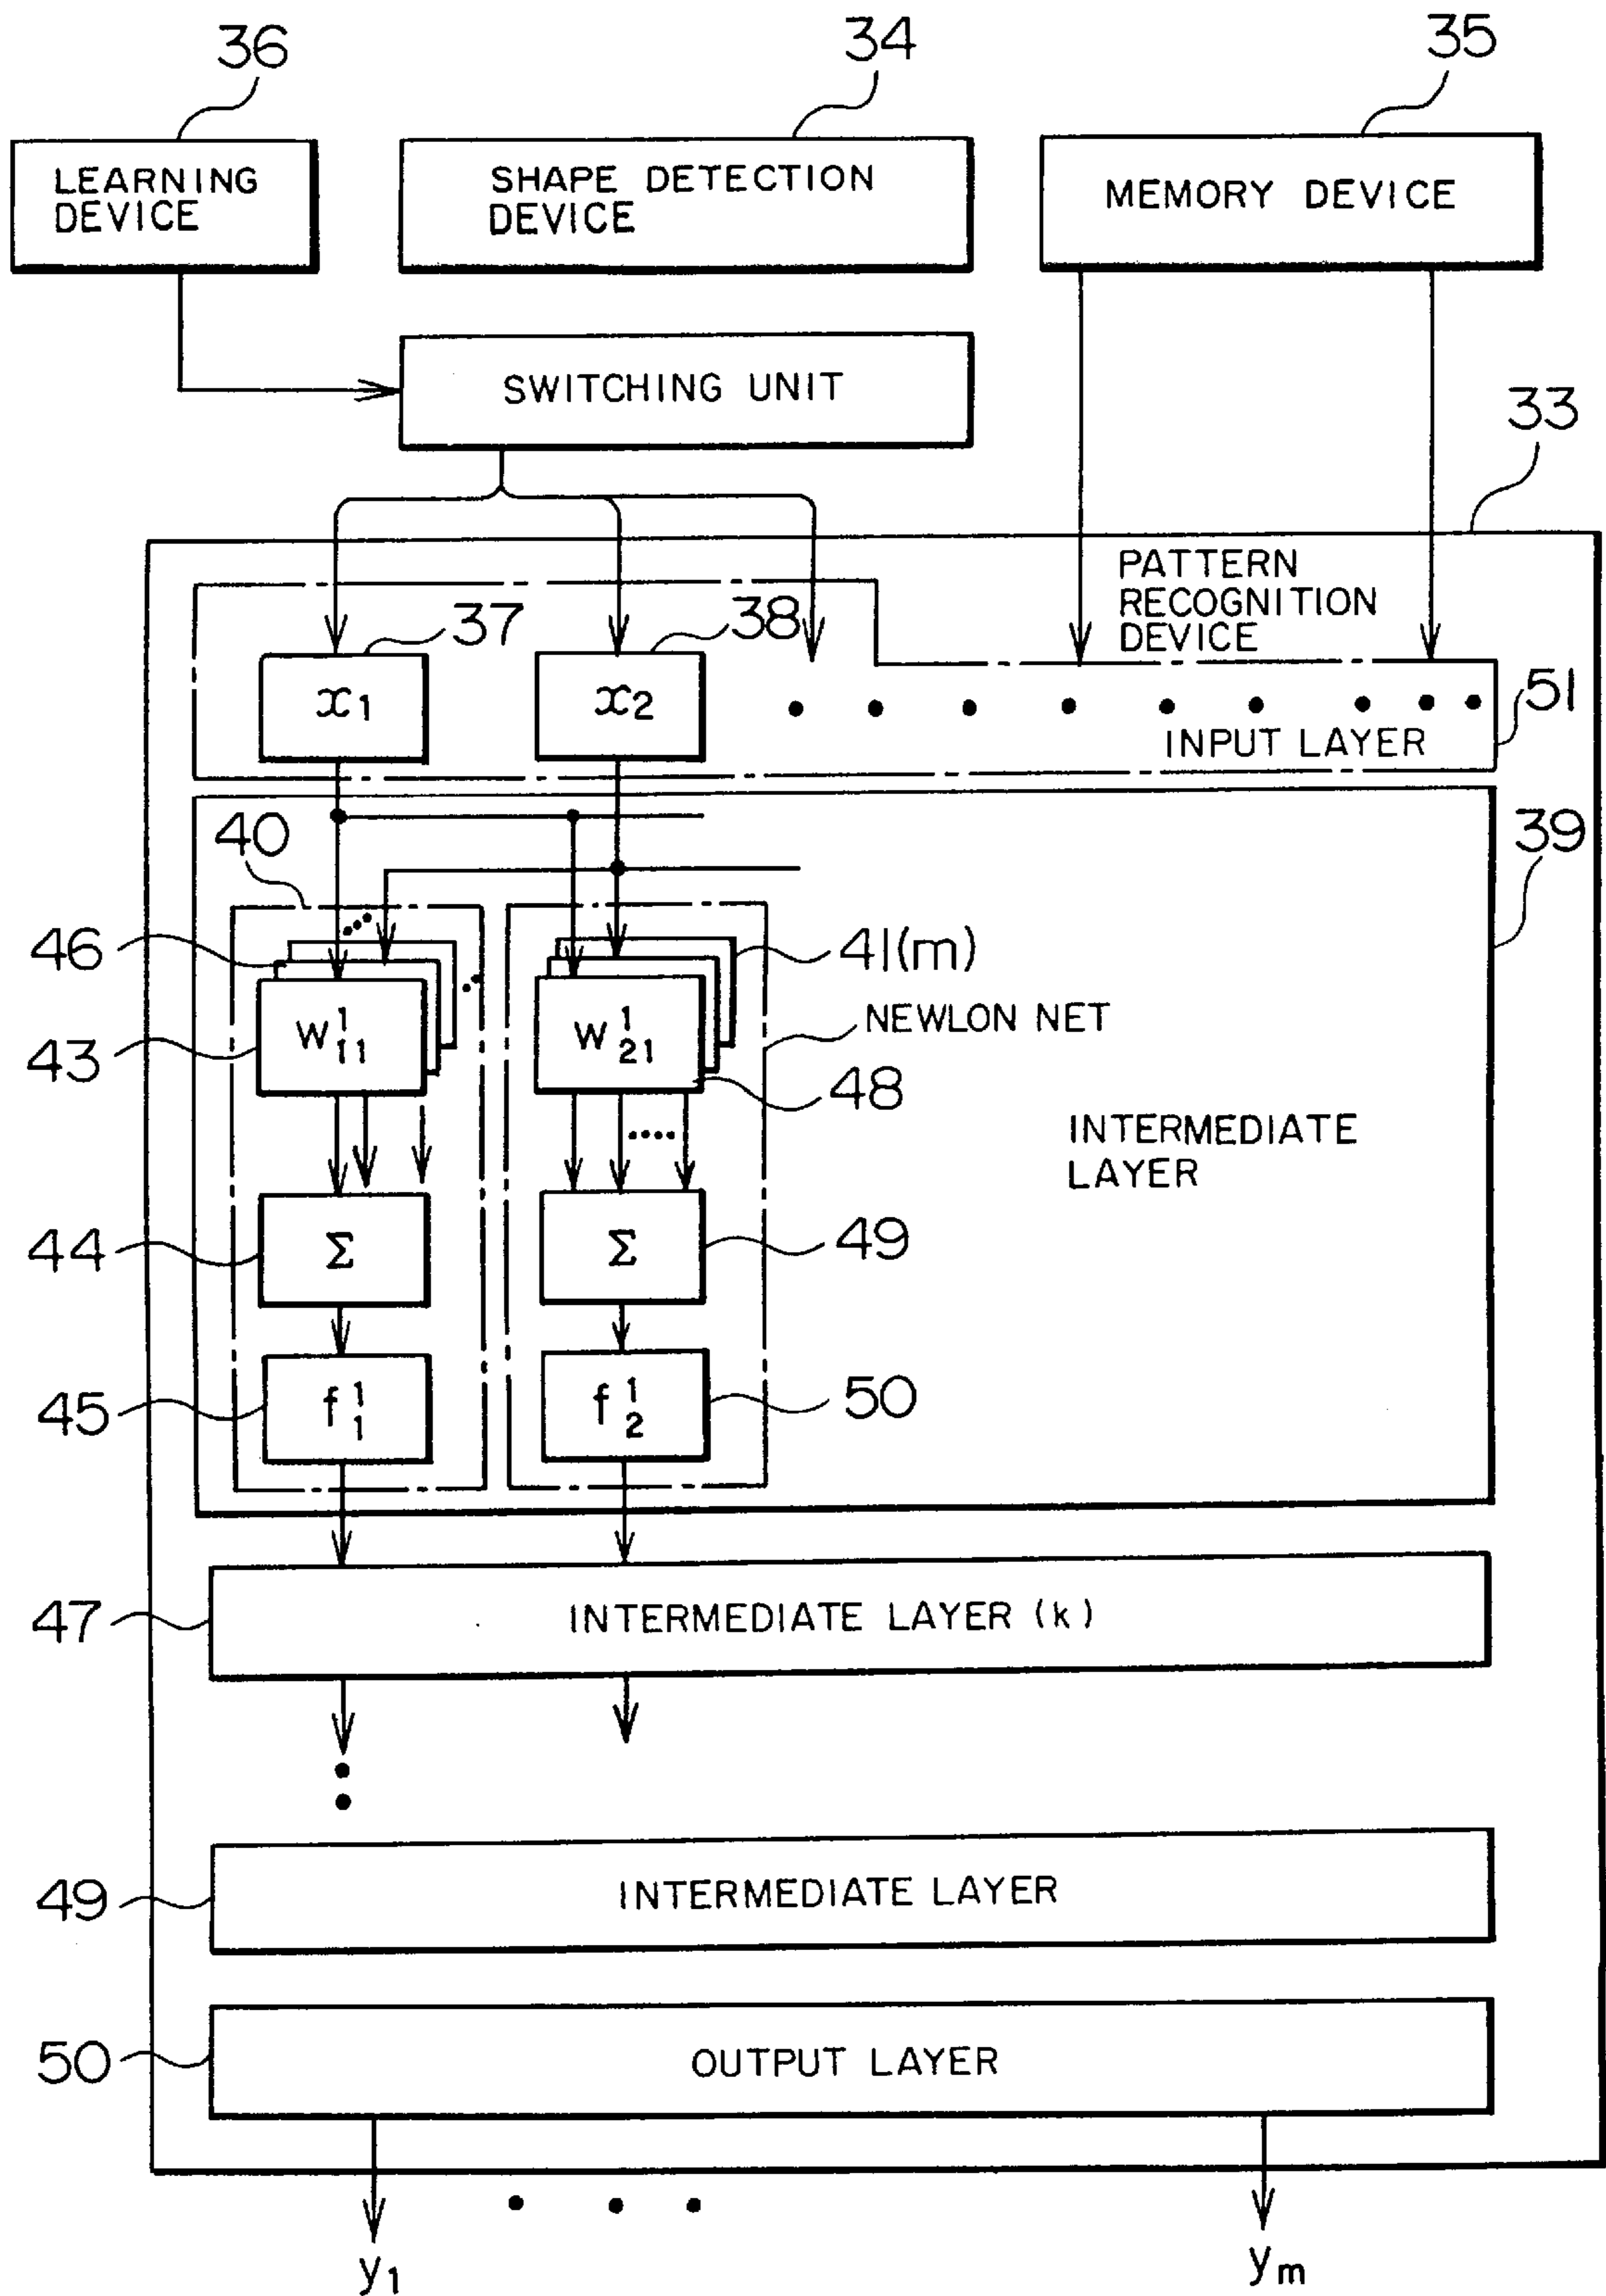 36
34
35
LEARNING
DEVICE
SHAPE DETECTION
DEVICE
MEMORY DEVICE
SWITCHING UNIT
33
PATTERN
RECOGNITION
DEVICE
37
38
x1
x2
51
INPUT LAYER
40
39
46
41(m)
W¹11
W¹21
NEWLON NET
43
48
INTERMEDIATE
LAYER
44
Σ
Σ
49
45
f¹1
f¹2
50
47
INTERMEDIATE LAYER (k)
49
INTERMEDIATE LAYER
50
OUTPUT LAYER
y1
ym